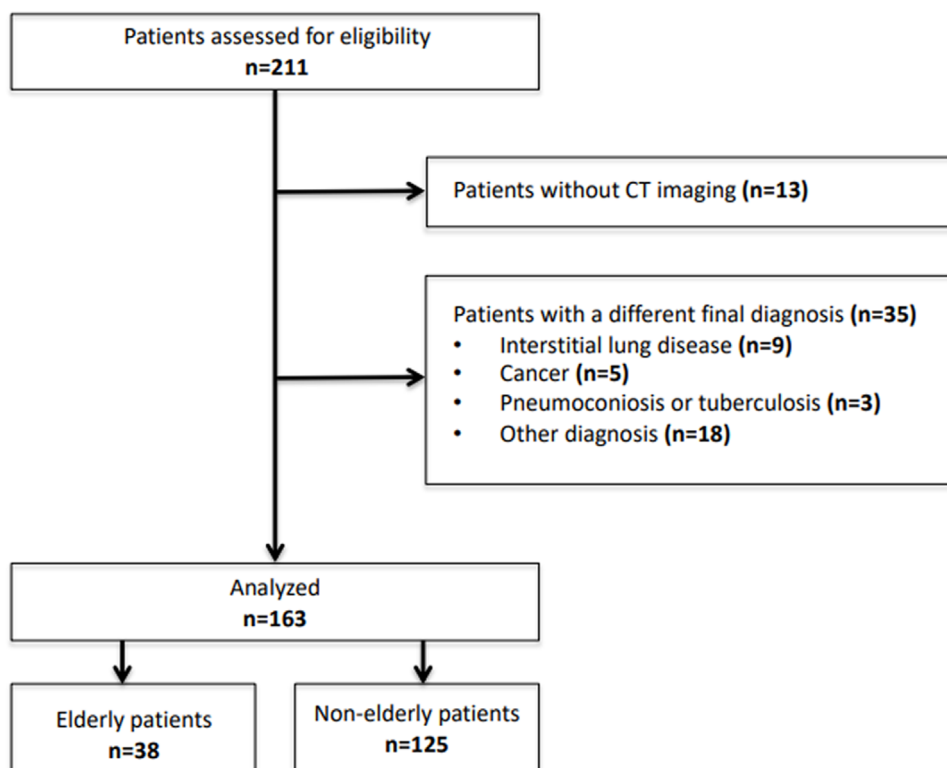 Patients assessed for eligibility
n=211
Patients without CT imaging (n=13)
Patients with a different final diagnosis (n=35)
• Interstitial lung disease (n=9)
• Cancer (n=5)
• Pneumoconiosis or tuberculosis (n=3)
• Other diagnosis (n=18)
Analyzed
n=163
Elderly patients
n=38
Non-elderly patients
n=125